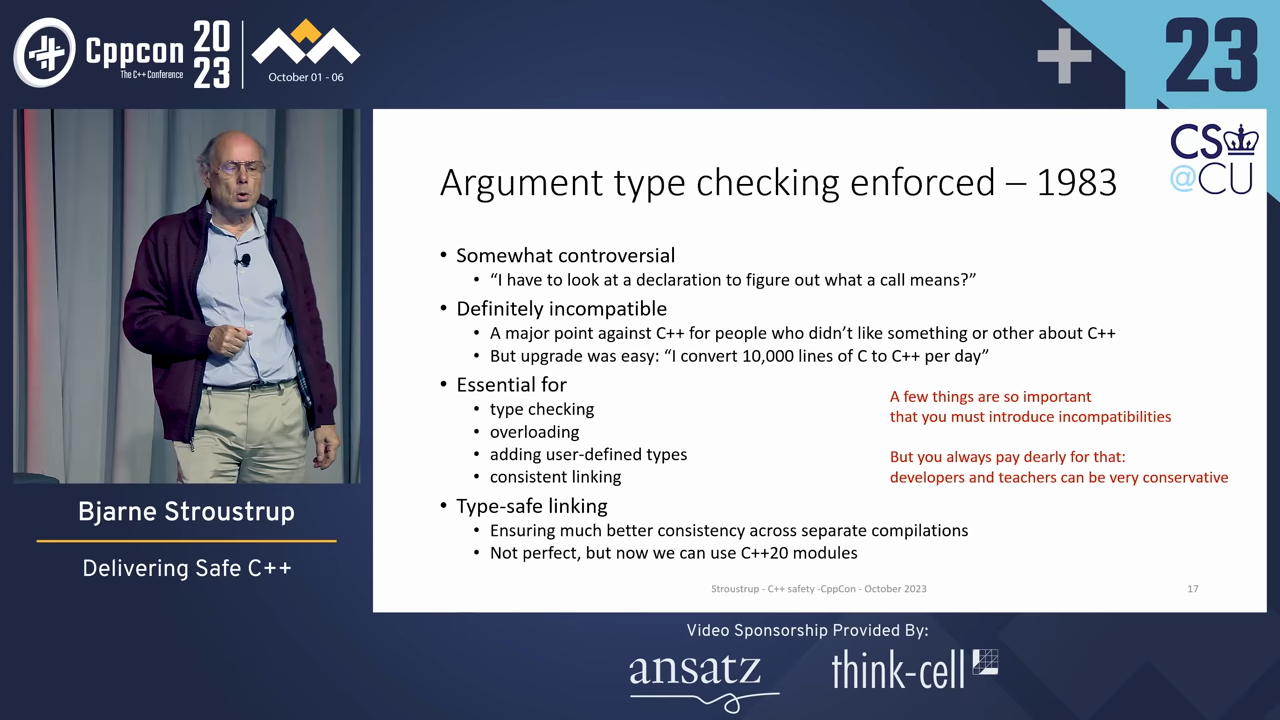 Cppcon
The C++ Conference
20
23
October 01 - 06
23
CS
@CU
Argument type checking enforced – 1983
• Somewhat controversial
• “I have to look at a declaration to figure out what a call means?”
• Definitely incompatible
• A major point against C++ for people who didn’t like something or other about C++
• But upgrade was easy: “I convert 10,000 lines of C to C++ per day”
• Essential for
• type checking
• overloading
• adding user-defined types
• consistent linking
A few things are so important
that you must introduce incompatibilities
But you always pay dearly for that:
developers and teachers can be very conservative
• Type-safe linking
• Ensuring much better consistency across separate compilations
• Not perfect, but now we can use C++20 modules
Stroustrup - C++ safety -CppCon - October 2023
17
Bjarne Stroustrup
Delivering Safe C++
Video Sponsorship Provided By:
ansatz
think-cell